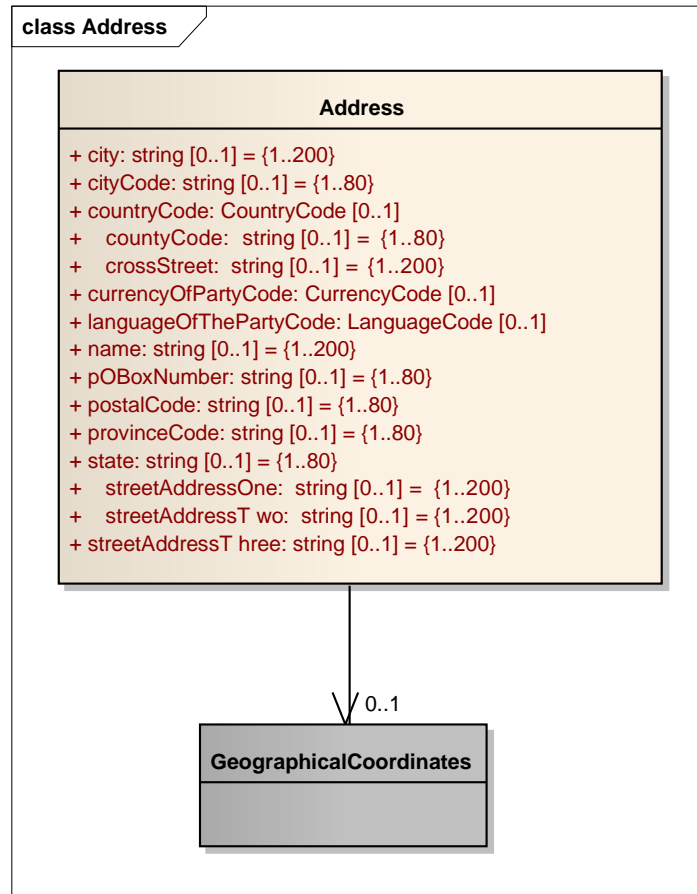 class Address
Address
+ city: string [0..1] = {1..200}
+ cityCode: string [0..1] = {1..80}
+ countryCode: CountryCode [0..1]
+ countyCode: string [0..1] = {1..80}
+ crossStreet: string [0..1] = {1..200}
+ currencyOfPartyCode: CurrencyCode [0..1]
+ languageOfThePartyCode: LanguageCode [0..1]
+ name: string [0..1] = {1..200}
+ pOBoxNumber: string [0..1] = {1..80}
+ postalCode: string [0..1] = {1..80}
+ provinceCode: string [0..1] = {1..80}
+ state: string [0..1] = {1..80}
+ streetAddressOne: string [0..1] = {1..200}
+ streetAddressT wo: string [0..1] = {1..200}
+ streetAddressT hree: string [0..1] = {1..200}
0..1
GeographicalCoordinates